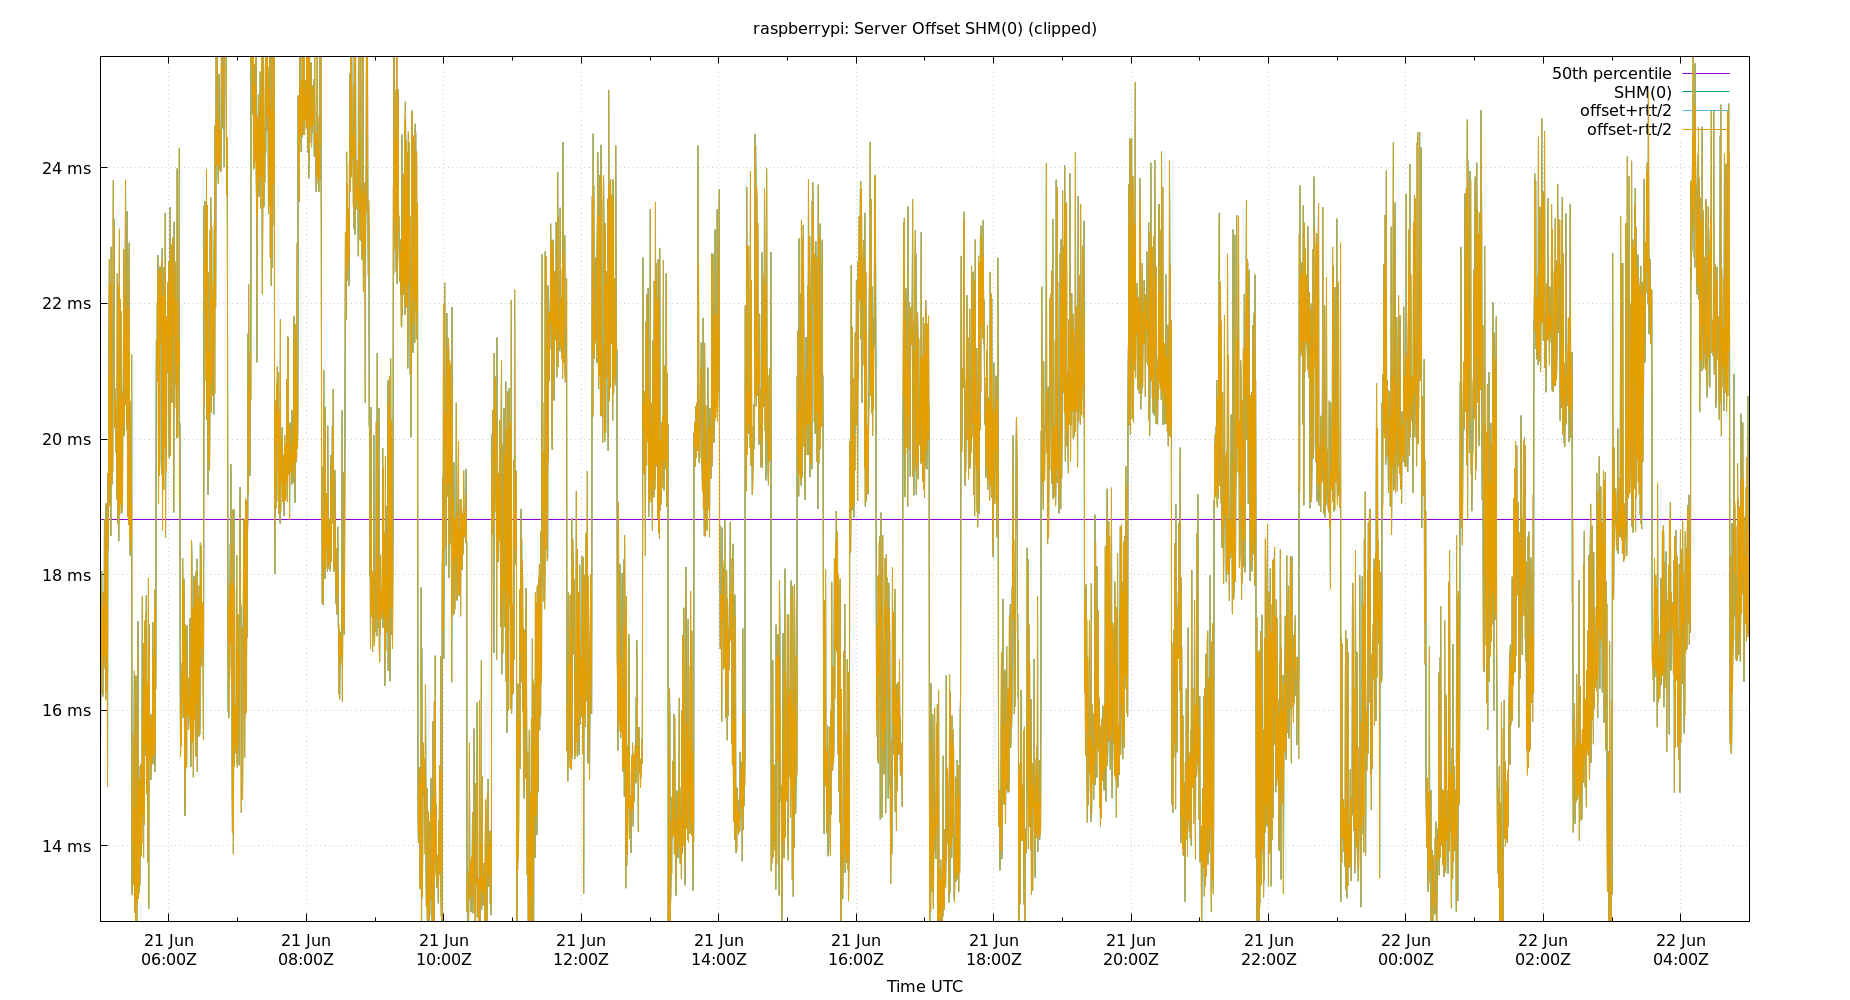 raspberrypi: Server Offset SHM(0) (clipped)
50th percentile
SHM(0)
offset+rtt/2
offset-rtt/2
24 ms
22 ms
20 ms
18 ms
16 ms
14 ms
21 Jun 21 Jun 21 Jun 21 Jun 21 Jun 21 Jun 21 Jun 21 Jun 21 Jun 22 Jun 22 Jun 22 Jun
06:00Z 08:00Z 10:00Z 12:00Z 14:00Z 16:00Z 18:00Z 20:00Z 22:00Z 00:00Z 02:00Z 04:00Z
Time UTC